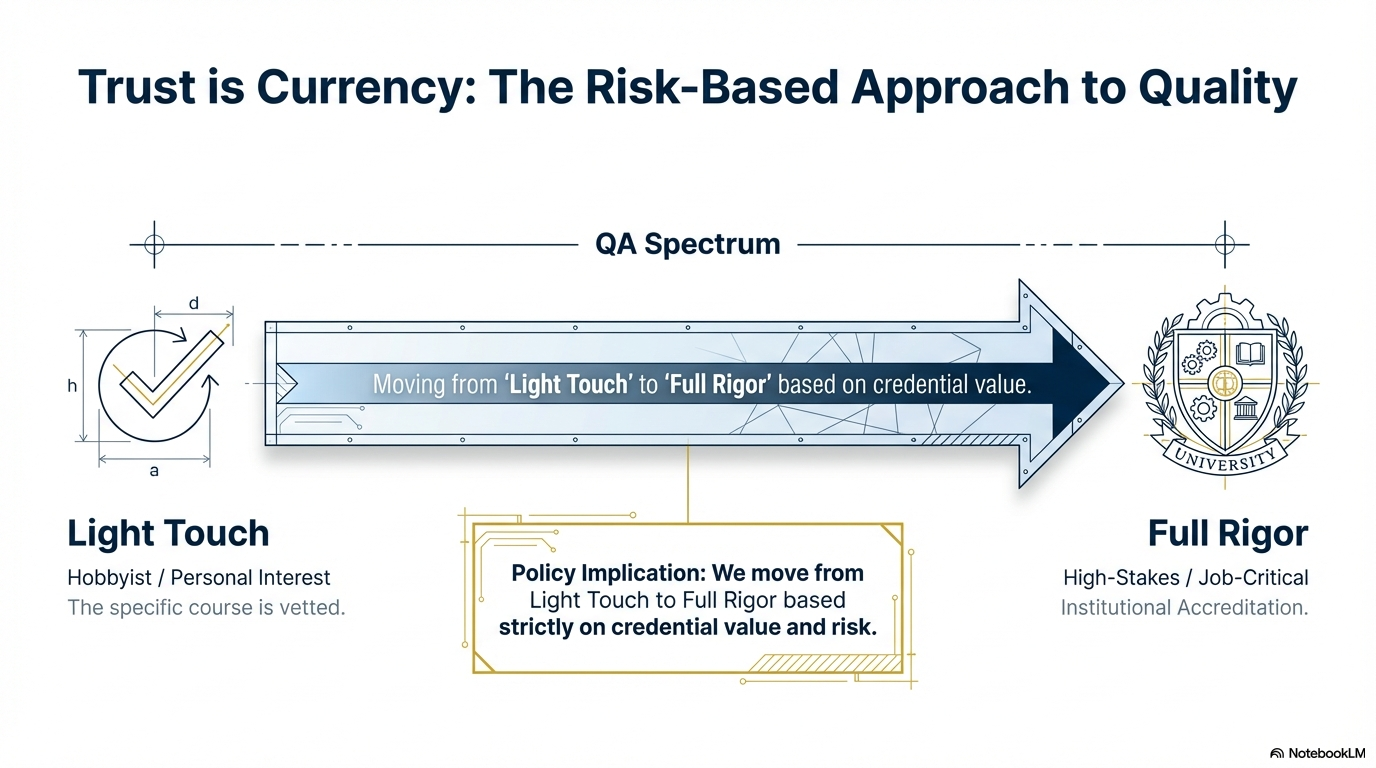 Trust is Currency: The Risk-Based Approach to Quality
QA Spectrum
d
h
a
Moving from 'Light Touch' to 'Full Rigor' based on credential value.
UNIVERSITY
Light Touch
Hobbyist / Personal Interest
The specific course is vetted.
Policy Implication: We move from
Light Touch to Full Rigor based
strictly on credential value and risk.
Full Rigor
High-Stakes / Job-Critical
Institutional Accreditation.
NotebookLM